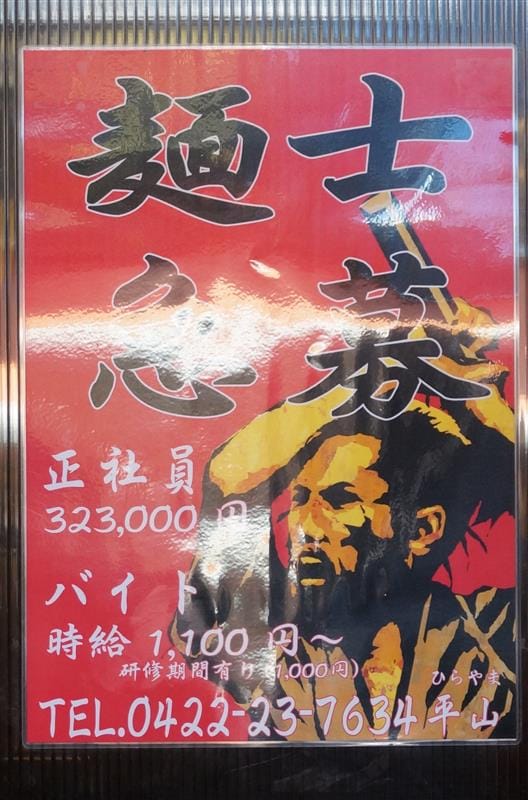 麺士
急募
正社員
323,000円
バイト
時給 1,100円～
研修期間有り(1,000円)
ひらやま
TEL.0422-23-7634 平山